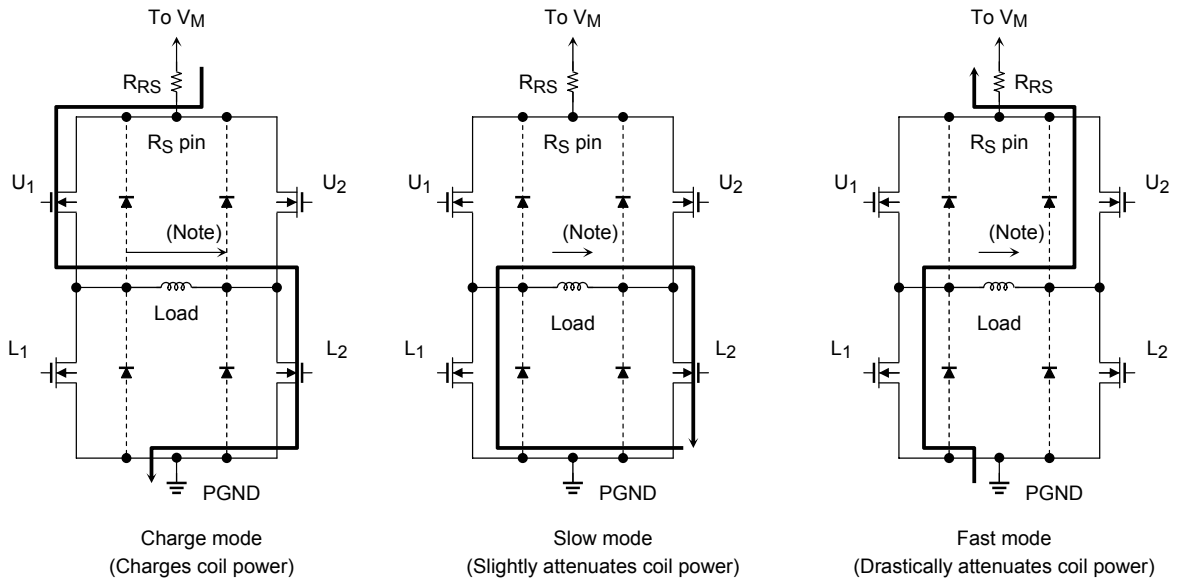 To VM
RRS
RS pin
U1
U2
(Note)
Load
L1
L2
PGND
Charge mode
(Charges coil power)
To VM
RRS
RS pin
U1
U2
(Note)
Load
L1
L2
PGND
Slow mode
(Slightly attenuates coil power)
To VM
RRS
RS pin
U1
U2
(Note)
Load
L1
L2
PGND
Fast mode
(Drastically attenuates coil power)